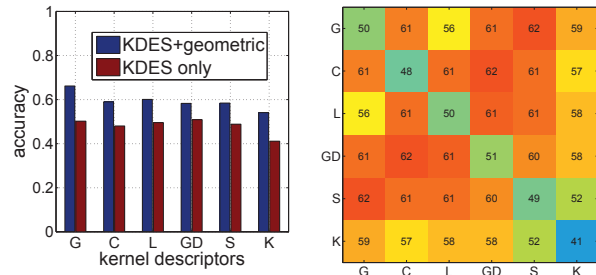 1
0.8
0.6
0.4
0.2
0
accuracy
KDES+geometric
KDES only
G C L GD S K
kernel descriptors
G 50 61 56 61 62 59
C 61 48 61 62 61 57
L 56 61 50 61 61 58
GD 61 62 61 51 60 58
S 62 61 61 60 49 52
K 59 57 58 58 52 41
G C L GD S K